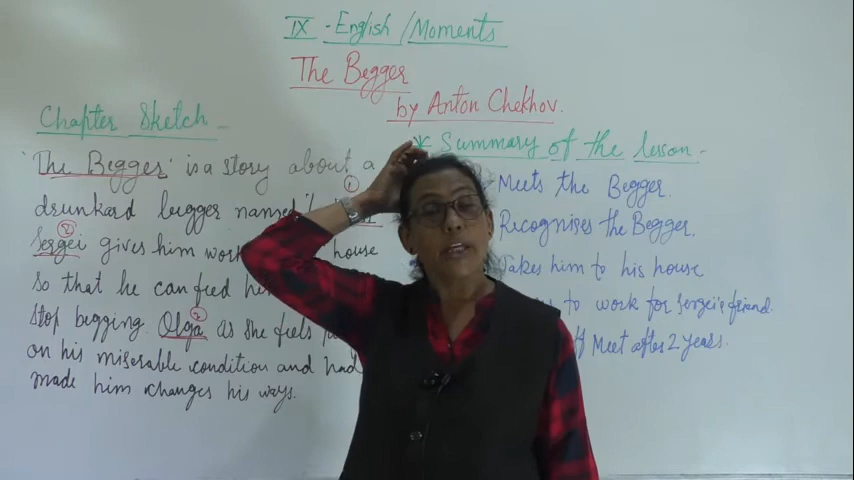 IX - English / Moments
The Begger
by Anton Chekhov.
Chapter Sketch -
'The Begger' is a story about a
drunkard begger named
Sergei gives him work house
so that he can feed
Stop begging. Olga as she feels
on his miserable condition and had
made him changes his ways.
* Summary of the lesson -
Meets the Begger.
Recognises the Begger.
Takes him to his house
to work for Sergei's friend.
Meet after 2 years.